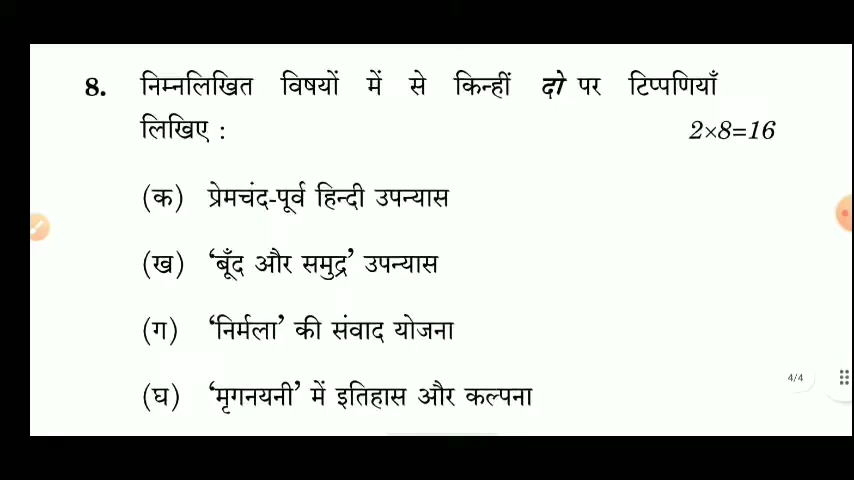 8. निम्नलिखित विषयों में से किन्हीं दो पर टिप्पणियाँ
लिखिए : 2×8=16
(क) प्रेमचंद-पूर्व हिन्दी उपन्यास
(ख) ‘बूँद और समुद्र’ उपन्यास
(ग) ‘निर्मला’ की संवाद योजना
(घ) ‘मृगनयनी’ में इतिहास और कल्पना
4/4